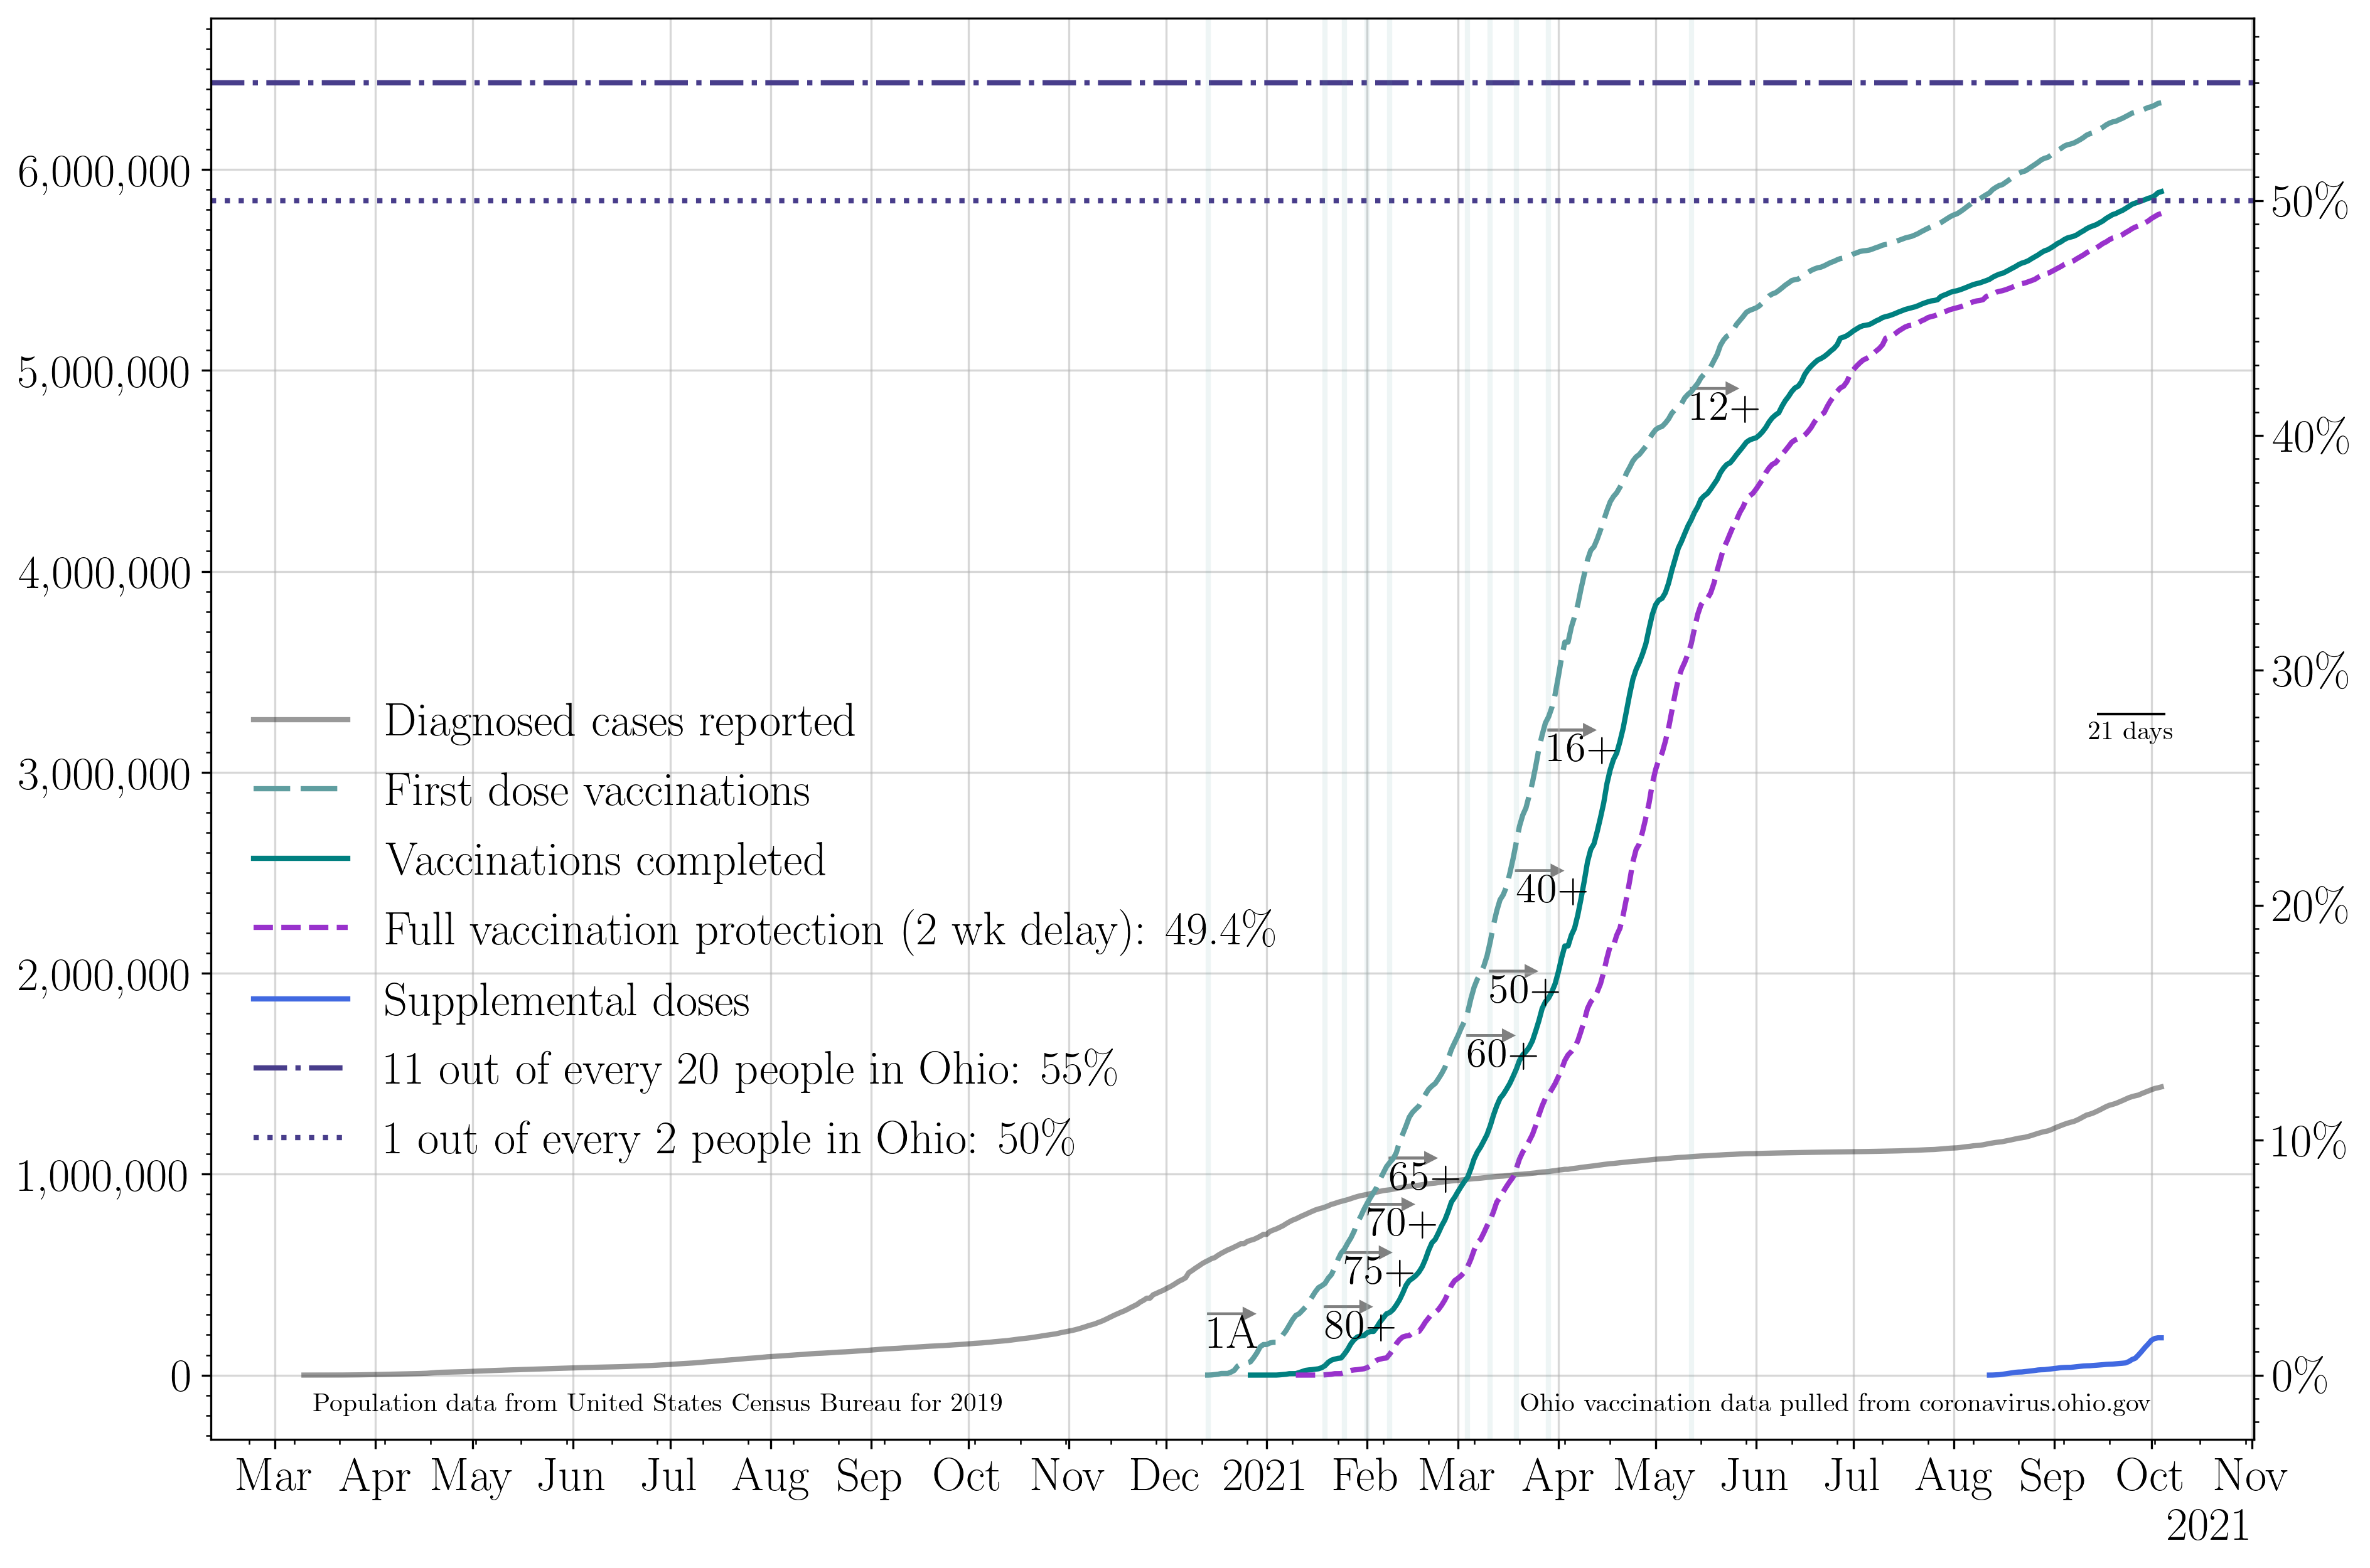 6,000,000
5,000,000
4,000,000
3,000,000
2,000,000
1,000,000
0
50%
40%
30%
20%
10%
0%
Diagnosed cases reported
First dose vaccinations
Vaccinations completed
Full vaccination protection (2 wk delay): 49.4%
Supplemental doses
11 out of every 20 people in Ohio: 55%
1 out of every 2 people in Ohio: 50%
12+
16+
40+
50+
60+
65+
70+
75+
80+
1A
21 days
Population data from United States Census Bureau for 2019
Ohio vaccination data pulled from coronavirus.ohio.gov
Mar Apr May Jun Jul Aug Sep Oct Nov Dec 2021 Feb Mar Apr May Jun Jul Aug Sep Oct Nov
2021